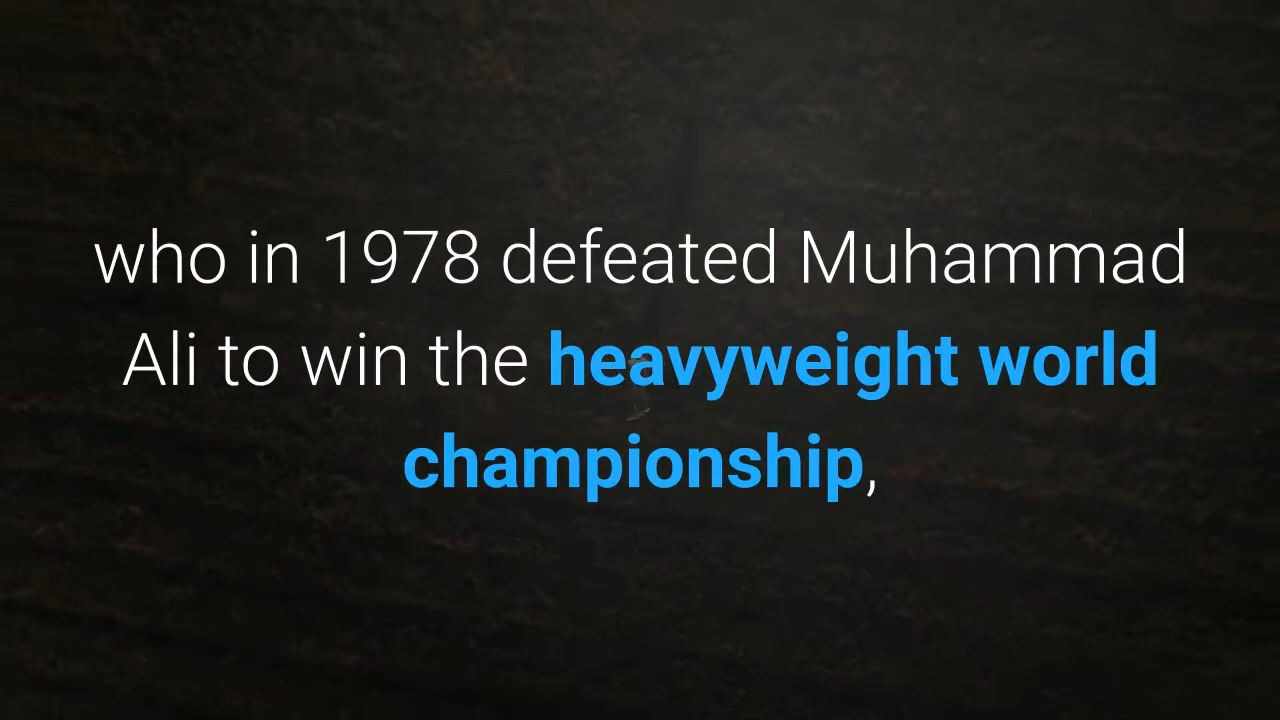 who in 1978 defeated Muhammad
Ali to win the heavyweight world
championship,